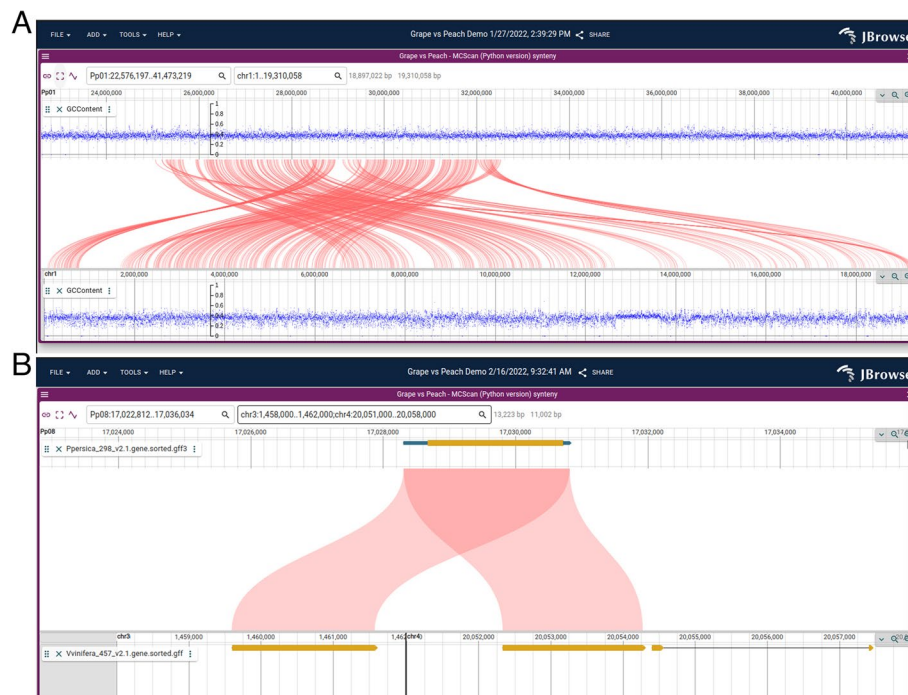 A
FILE ADD TOOLS HELP Grape vs Peach Demo 1/27/2022, 2:39:29 PM SHARE JBrowse
Grape vs Peach - MCScan (Python version) synteny
Pp01:22,576,197..41,473,219 chr1:1..19,310,058 18,897,022 bp 19,310,058 bp
Pp01 24,000,000 26,000,000 28,000,000 30,000,000 32,000,000 34,000,000 36,000,000 38,000,000 40,000,000
GCContent
1
0.8
0.6
0.4
0.2
0
chr1 2,000,000 4,000,000 6,000,000 8,000,000 10,000,000 12,000,000 14,000,000 16,000,000 18,000,000
GCContent
1
0.8
0.6
0.4
0.2
0
B
FILE ADD TOOLS HELP Grape vs Peach Demo 2/16/2022, 9:32:41 AM SHARE JBrowse
Grape vs Peach - MCScan (Python version) synteny
Pp08:17,022,812..17,036,034 chr3:1,458,000..1,462,000;chr4:20,051,000..20,058,000 13,223 bp 11,002 bp
Pp08 17,024,000 17,026,000 17,028,000 17,030,000 17,032,000 17,034,000
Ppersica_298_v2.1.gene.sorted.gff3
chr3 1,459,000 1,460,000 1,461,000 chr4 20,052,000 20,053,000 20,054,000 20,055,000 20,056,000 20,057,000
Vvinifera_457_v2.1.gene.sorted.gff